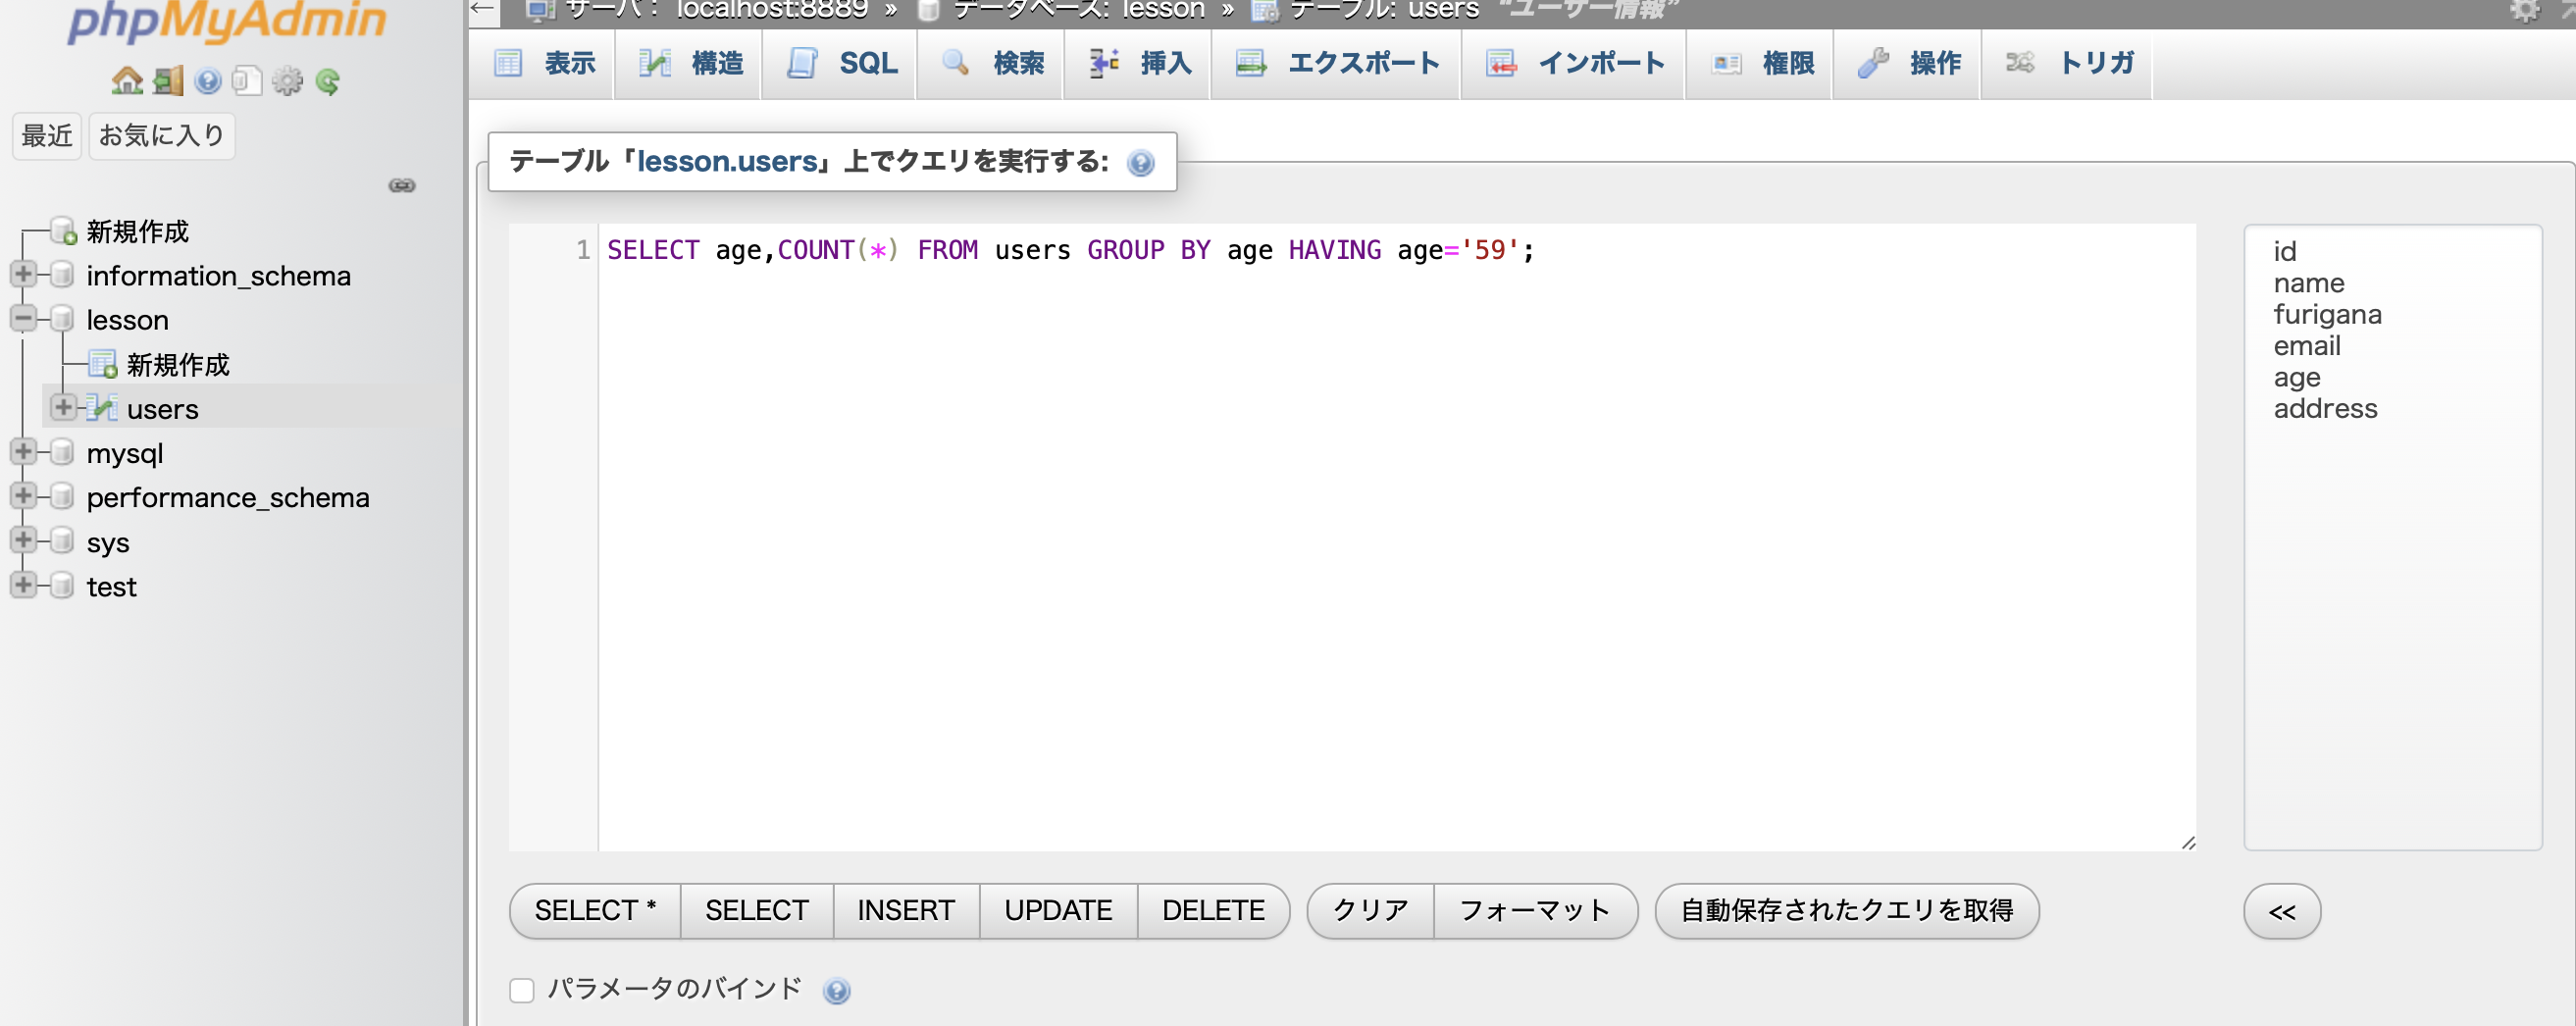 phpMyAdmin
最近 お気に入り
新規作成
information_schema
lesson
新規作成
users
mysql
performance_schema
sys
test
サーバ： localhost:8889 » データベース: lesson » テーブル: users “ユーザー情報”
表示 構造 SQL 検索 挿入 エクスポート インポート 権限 操作 トリガ
テーブル「lesson.users」上でクエリを実行する:
1 SELECT age,COUNT(*) FROM users GROUP BY age HAVING age='59';
id
name
furigana
email
age
address
SELECT * SELECT INSERT UPDATE DELETE クリア フォーマット 自動保存されたクエリを取得 <<
パラメータのバインド